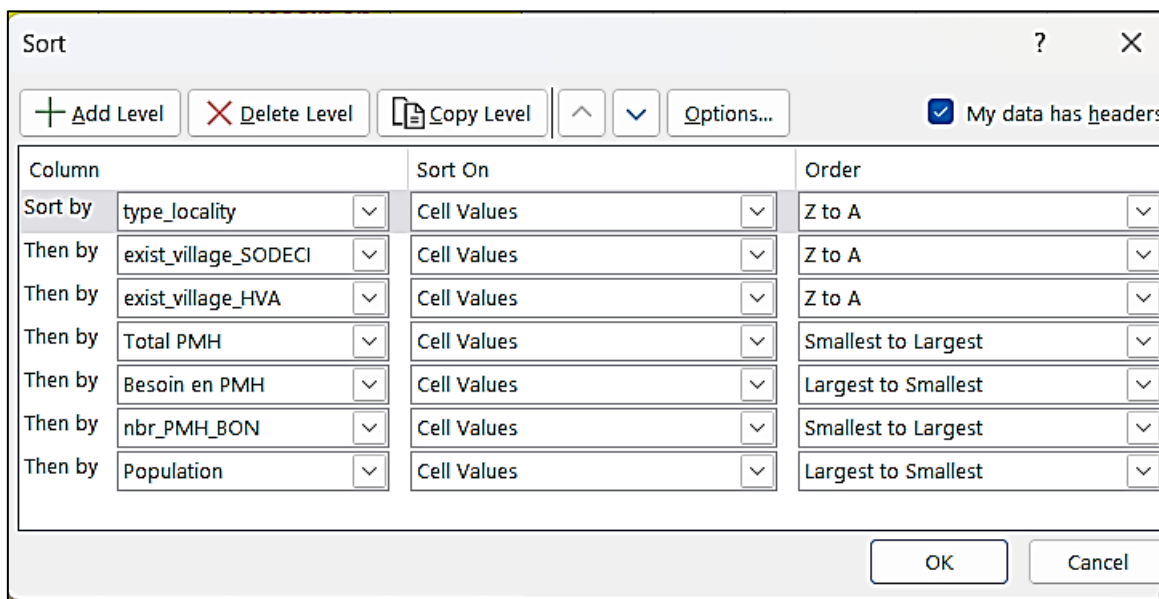 Sort ? ×
Add Level Delete Level Copy Level Options... My data has headers
Column Sort On Order
Sort by type_locality Cell Values Z to A
Then by exist_village_SODECI Cell Values Z to A
Then by exist_village_HVA Cell Values Z to A
Then by Total PMH Cell Values Smallest to Largest
Then by Besoin en PMH Cell Values Largest to Smallest
Then by nbr_PMH_BON Cell Values Smallest to Largest
Then by Population Cell Values Largest to Smallest
OK Cancel